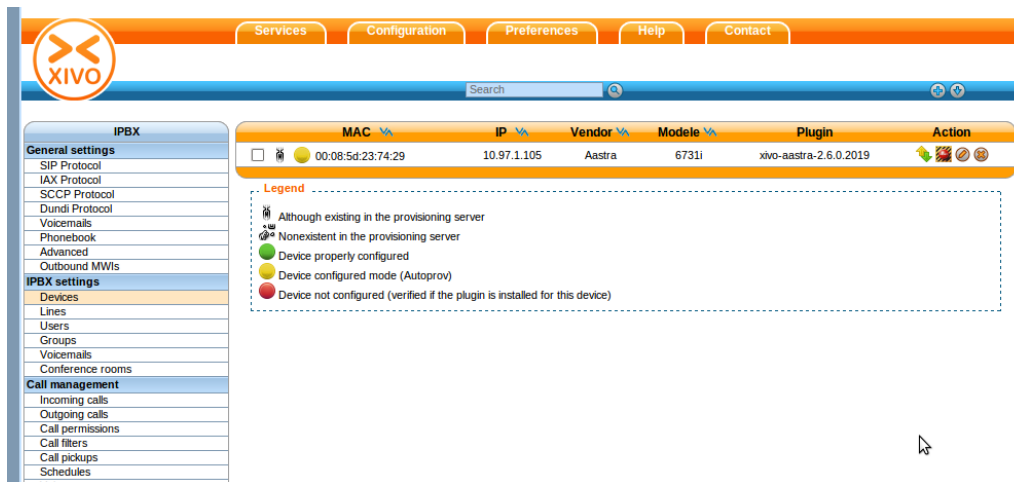 Services Configuration Preferences Help Contact
XIVO
Search
IPBX
General settings
SIP Protocol
IAX Protocol
SCCP Protocol
Dundi Protocol
Voicemails
Phonebook
Advanced
Outbound MWIs
IPBX settings
Devices
Lines
Users
Groups
Voicemails
Conference rooms
Call management
Incoming calls
Outgoing calls
Call permissions
Call filters
Call pickups
Schedules
MAC IP Vendor Modele Plugin Action
00:08:5d:23:74:29 10.97.1.105 Aastra 6731i xivo-aastra-2.6.0.2019
Legend
Although existing in the provisioning server
Nonexistent in the provisioning server
Device properly configured
Device configured mode (Autoprov)
Device not configured (verified if the plugin is installed for this device)